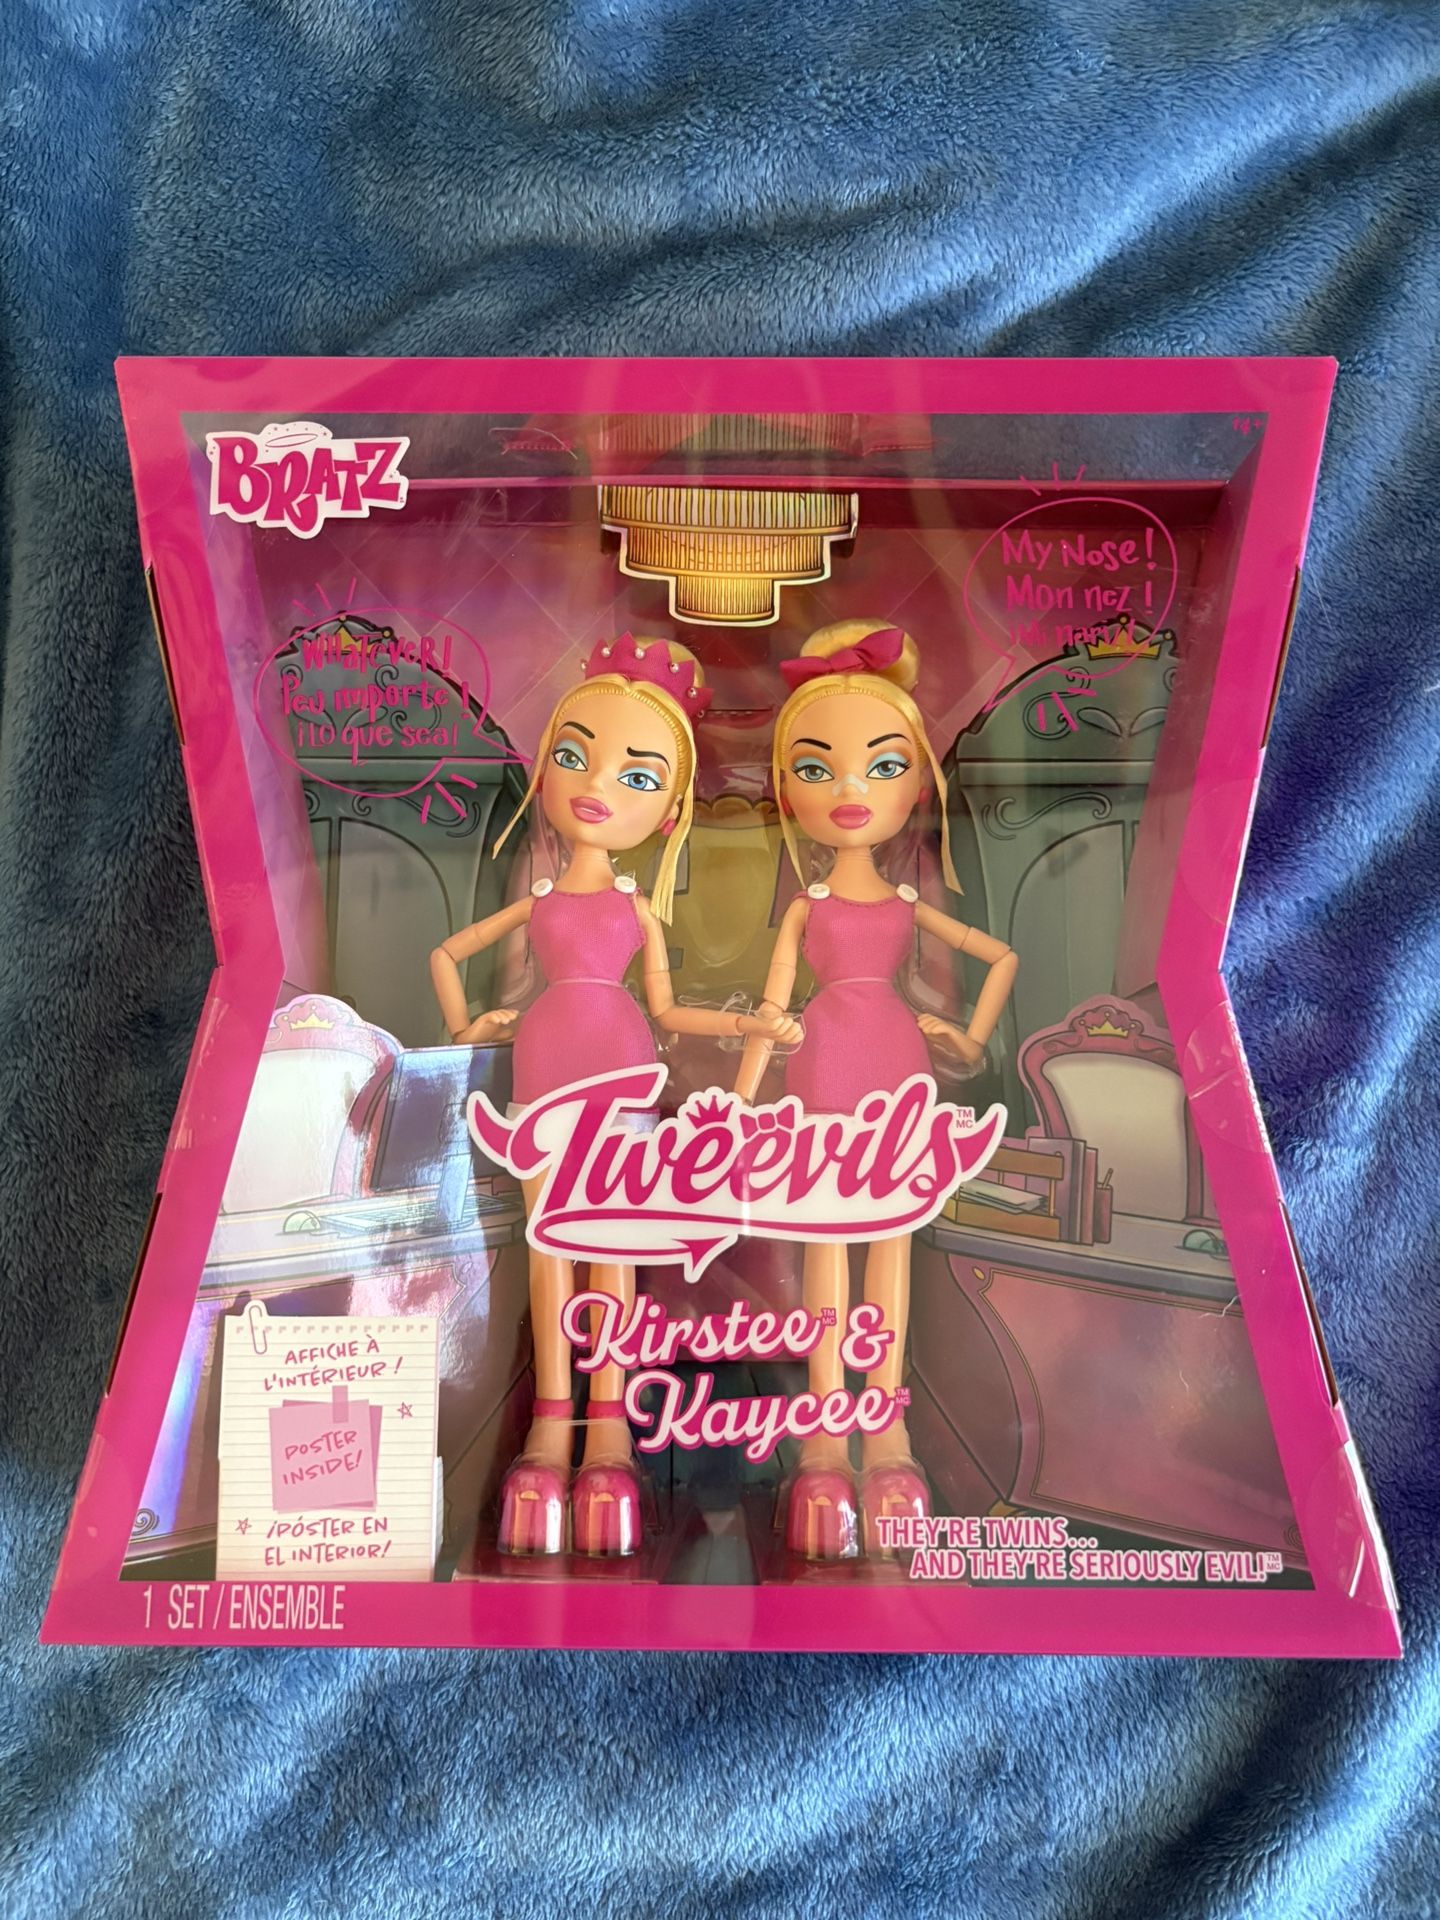 BRATZ
14+
WHATEVER!
Peu importe !
¡Lo que sea!
My Nose!
Mon nez !
¡Mi nariz!
Tweevils TM MC
Kirstee TM MC &
Kaycee TM MC
AFFICHE À
L'INTÉRIEUR !
POSTER
INSIDE!
¡PÓSTER EN
EL INTERIOR!
THEY'RE TWINS...
AND THEY'RE SERIOUSLY EVIL! TM MC
1 SET / ENSEMBLE